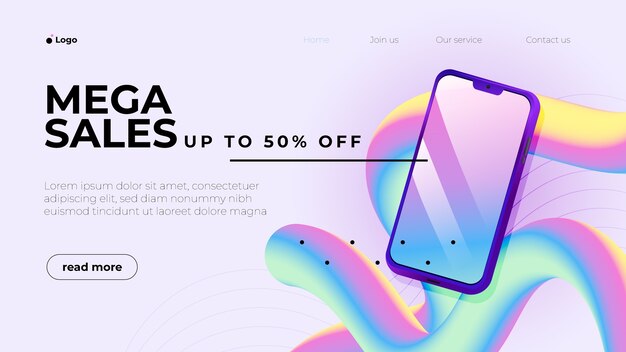 Logo
Home Join us Our service Contact us
MEGA
SALES UP TO 50% OFF
Lorem ipsum dolor sit amet, consectetuer
adipiscing elit, sed diam nonummy nibh
euismod tincidunt ut laoreet dolore magna
read more